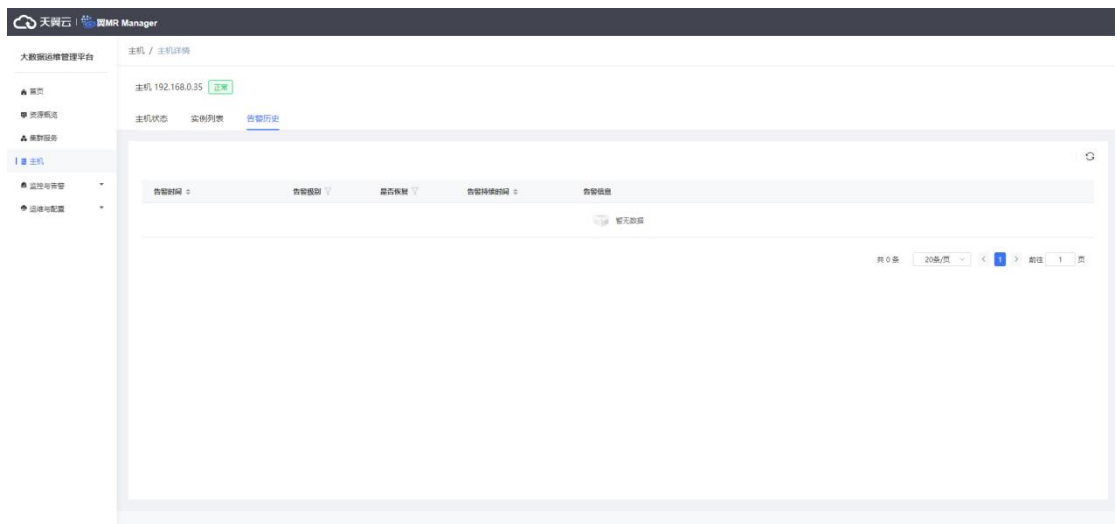 天翼云 翼MR Manager
大数据运维管理平台
首页
资源概览
集群服务
主机
监控与告警
运维与配置
主机 / 主机详情
主机 192.168.0.35 正常
主机状态 实例列表 告警历史
告警时间 告警级别 是否恢复 告警持续时间 告警信息
暂无数据
共 0 条 20条/页 1 前往 1 页